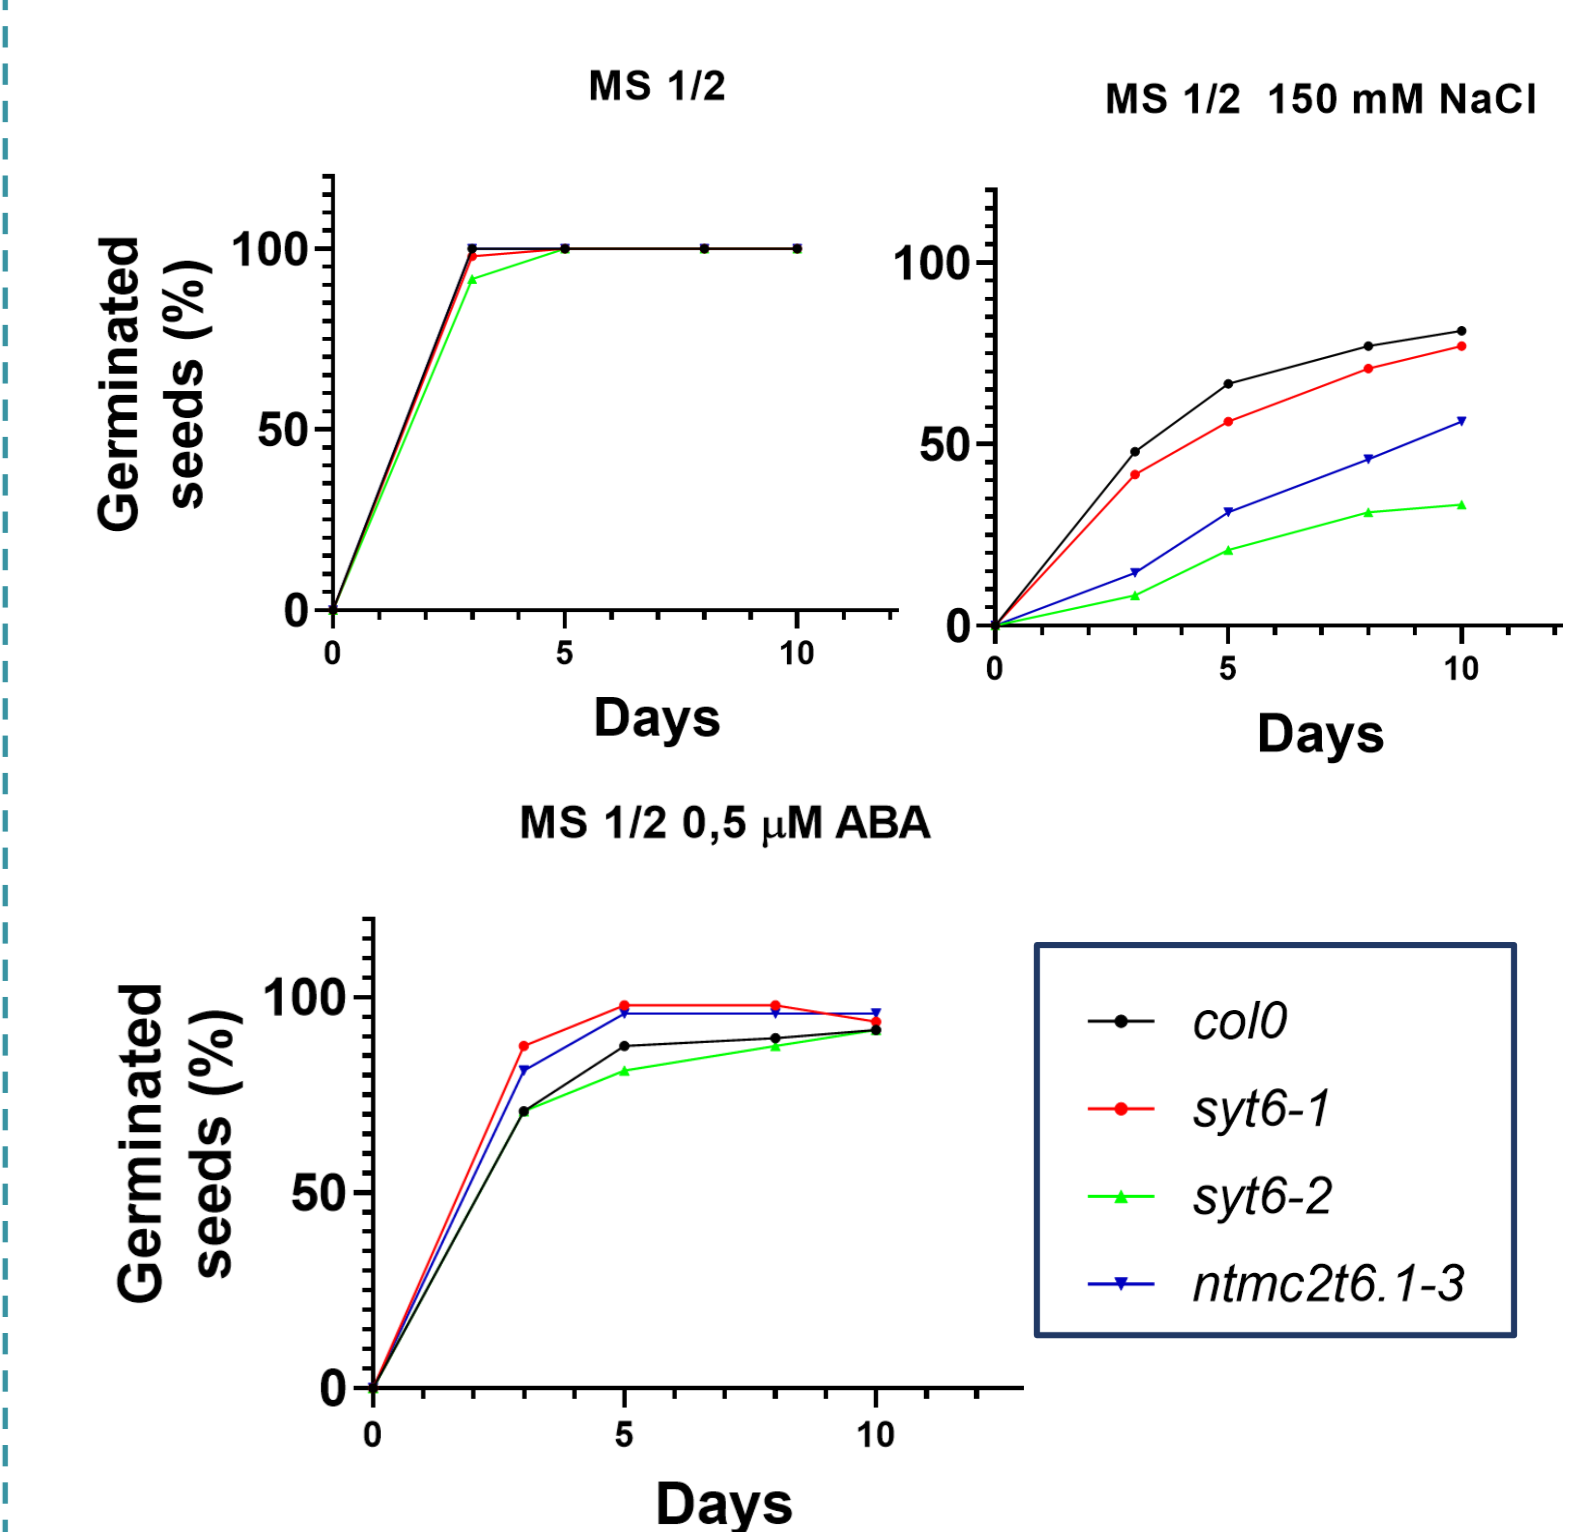 MS 1/2
Germinated
seeds (%)
100
50
0
0 5 10
Days
MS 1/2 150 mM NaCl
100
50
0
0 5 10
Days
MS 1/2 0,5 μM ABA
Germinated
seeds (%)
100
50
0
0 5 10
Days
col0
syt6-1
syt6-2
ntmc2t6.1-3